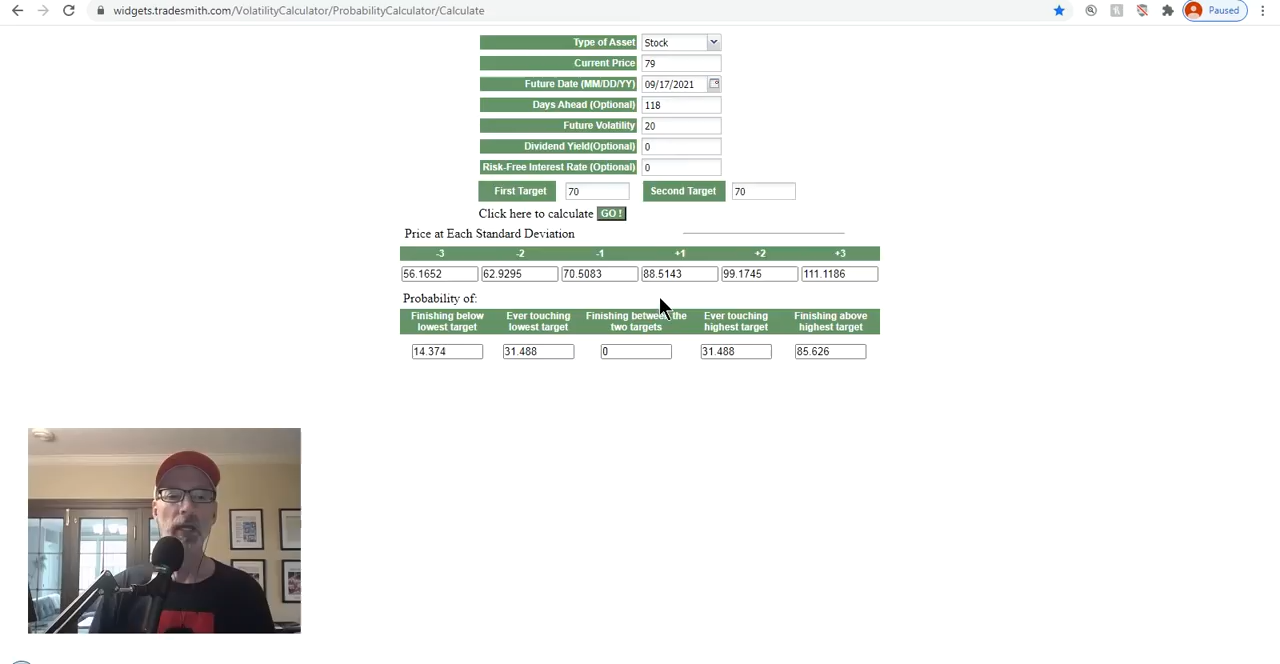 widgets.tradesmith.com/VolatilityCalculator/ProbabilityCalculator/Calculate
Paused
Type of Asset Stock
Current Price 79
Future Date (MM/DD/YY) 09/17/2021
Days Ahead (Optional) 118
Future Volatility 20
Dividend Yield(Optional) 0
Risk-Free Interest Rate (Optional) 0
First Target 70 Second Target 70
Click here to calculate GO !
Price at Each Standard Deviation
-3 -2 -1 +1 +2 +3
56.1652 62.9295 70.5083 88.5143 99.1745 111.1186
Probability of:
Finishing below Ever touching Finishing between the Ever touching Finishing above
lowest target lowest target two targets highest target highest target
14.374 31.488 0 31.488 85.626